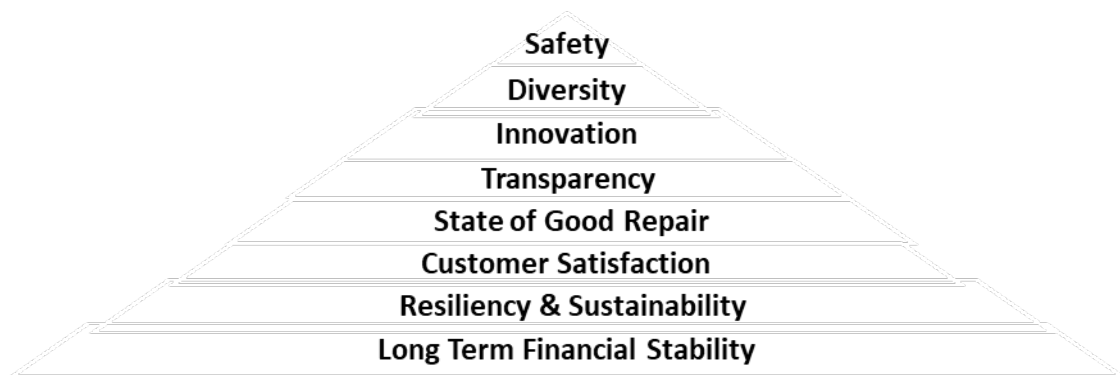 Safety
Diversity
Innovation
Transparency
State of Good Repair
Customer Satisfaction
Resiliency & Sustainability
Long Term Financial Stability